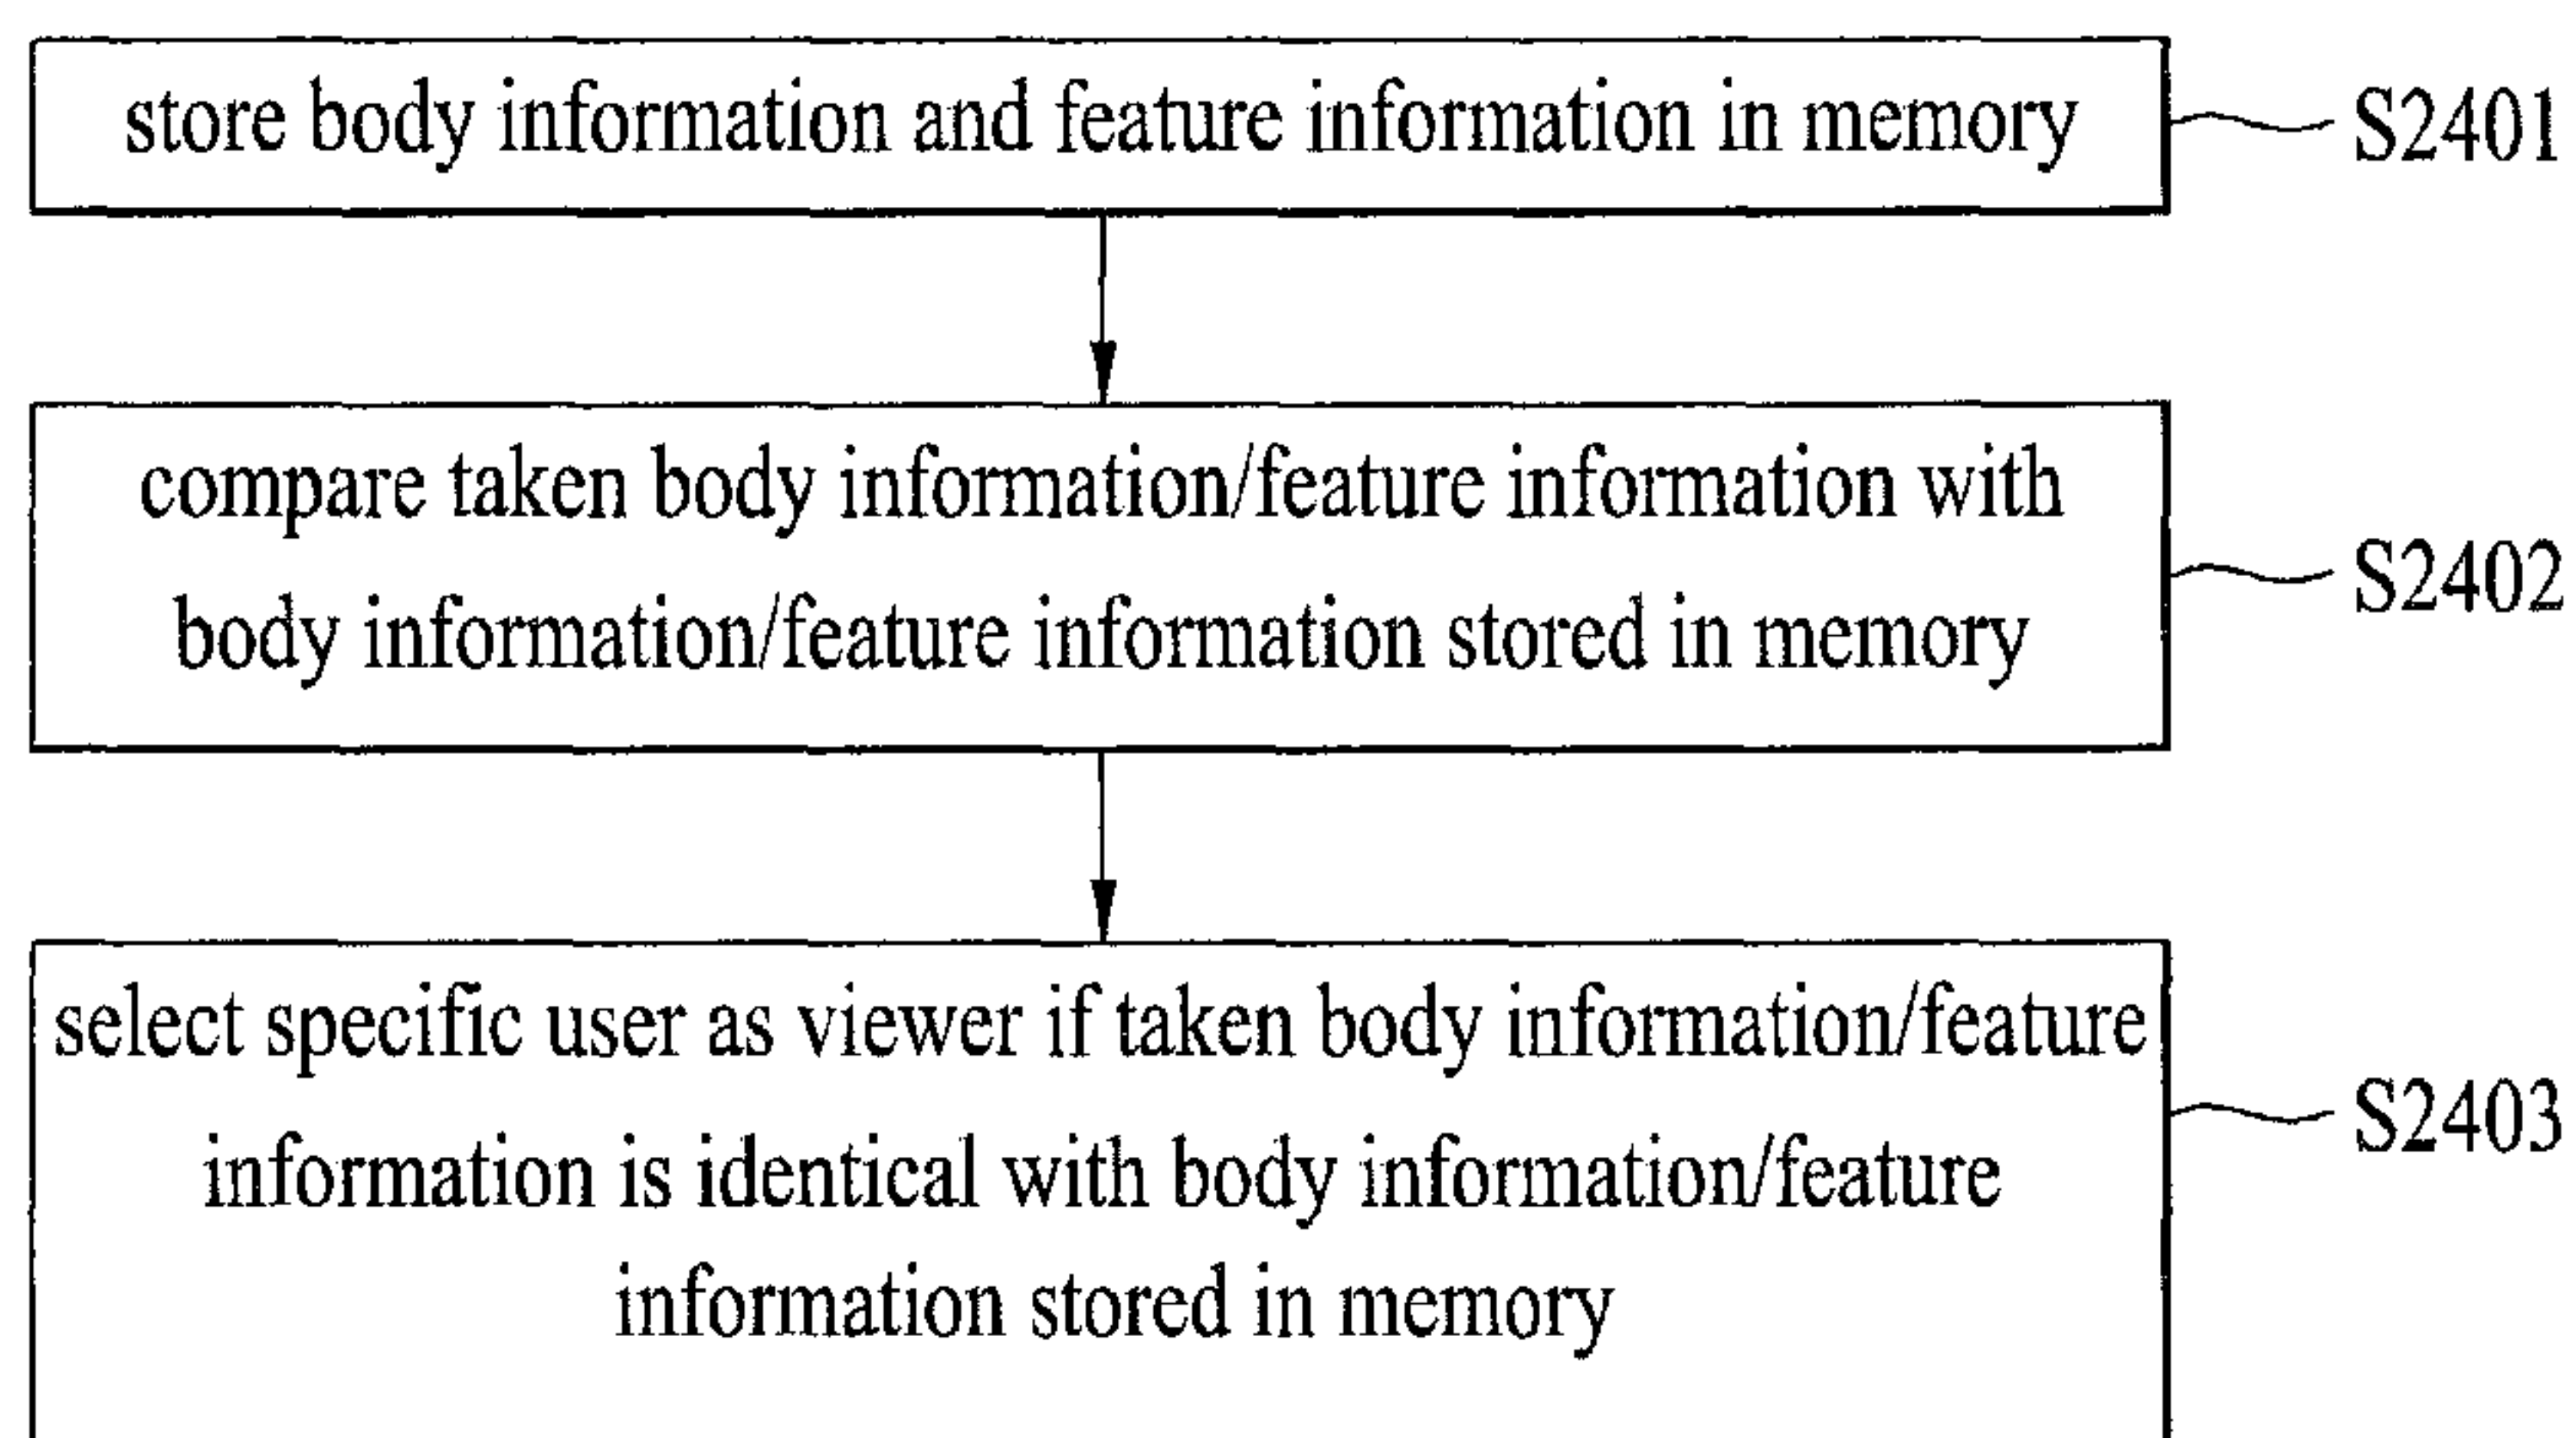 store body information and feature information in memory
S2401
compare taken body information/feature information with
body information/feature information stored in memory
S2402
select specific user as viewer if taken body information/feature
information is identical with body information/feature
information stored in memory
S2403